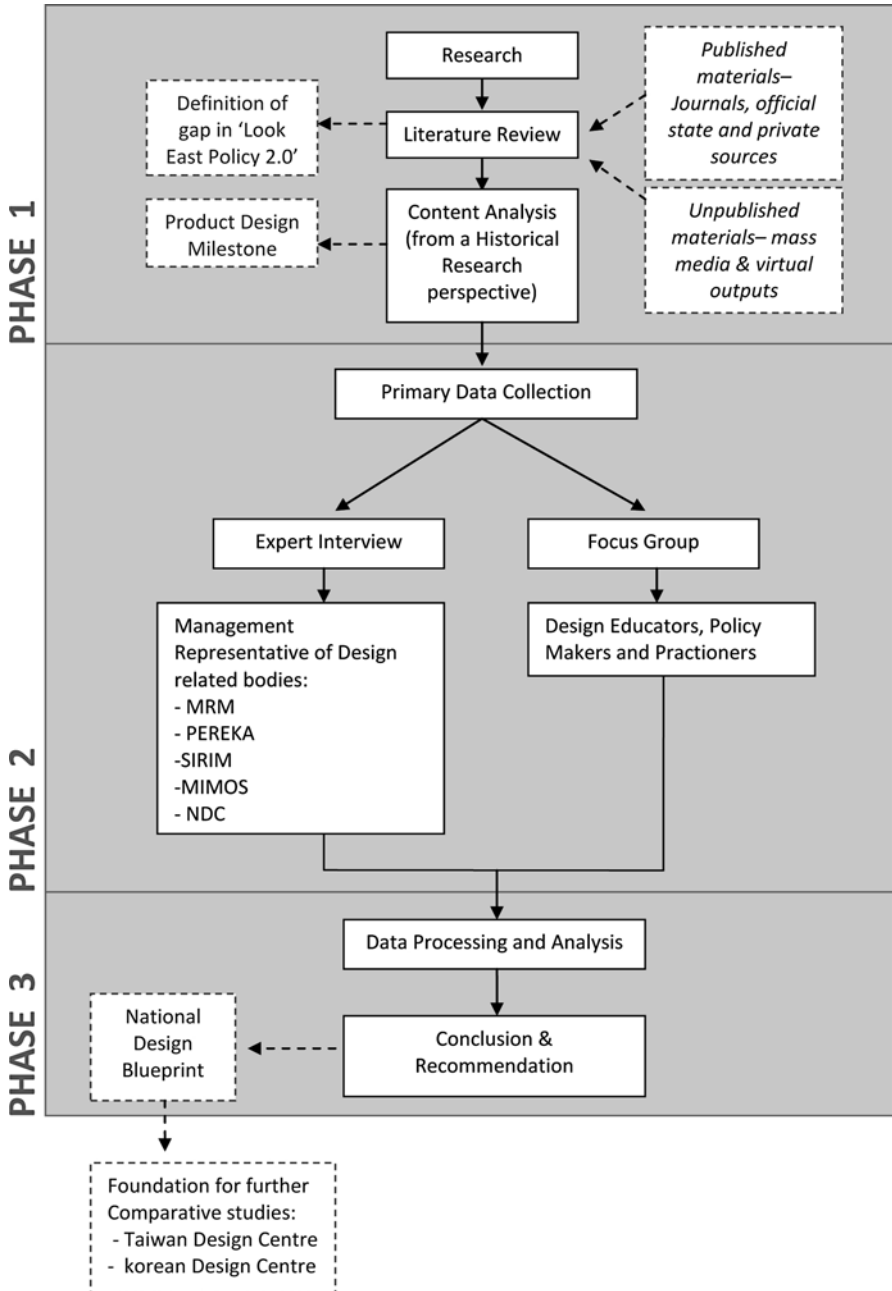 PHASE 1
Research
Definition of
gap in ‘Look
East Policy 2.0’
Literature Review
Published
materials–
Journals, official
state and private
sources
Product Design
Milestone
Content Analysis
(from a Historical
Research
perspective)
Unpublished
materials– mass
media & virtual
outputs
PHASE 2
Primary Data Collection
Expert Interview
Focus Group
Management
Representative of Design
related bodies:
- MRM
- PEREKA
-SIRIM
-MIMOS
- NDC
Design Educators, Policy
Makers and Practioners
PHASE 3
Data Processing and Analysis
National
Design
Blueprint
Conclusion &
Recommendation
Foundation for further
Comparative studies:
- Taiwan Design Centre
- korean Design Centre